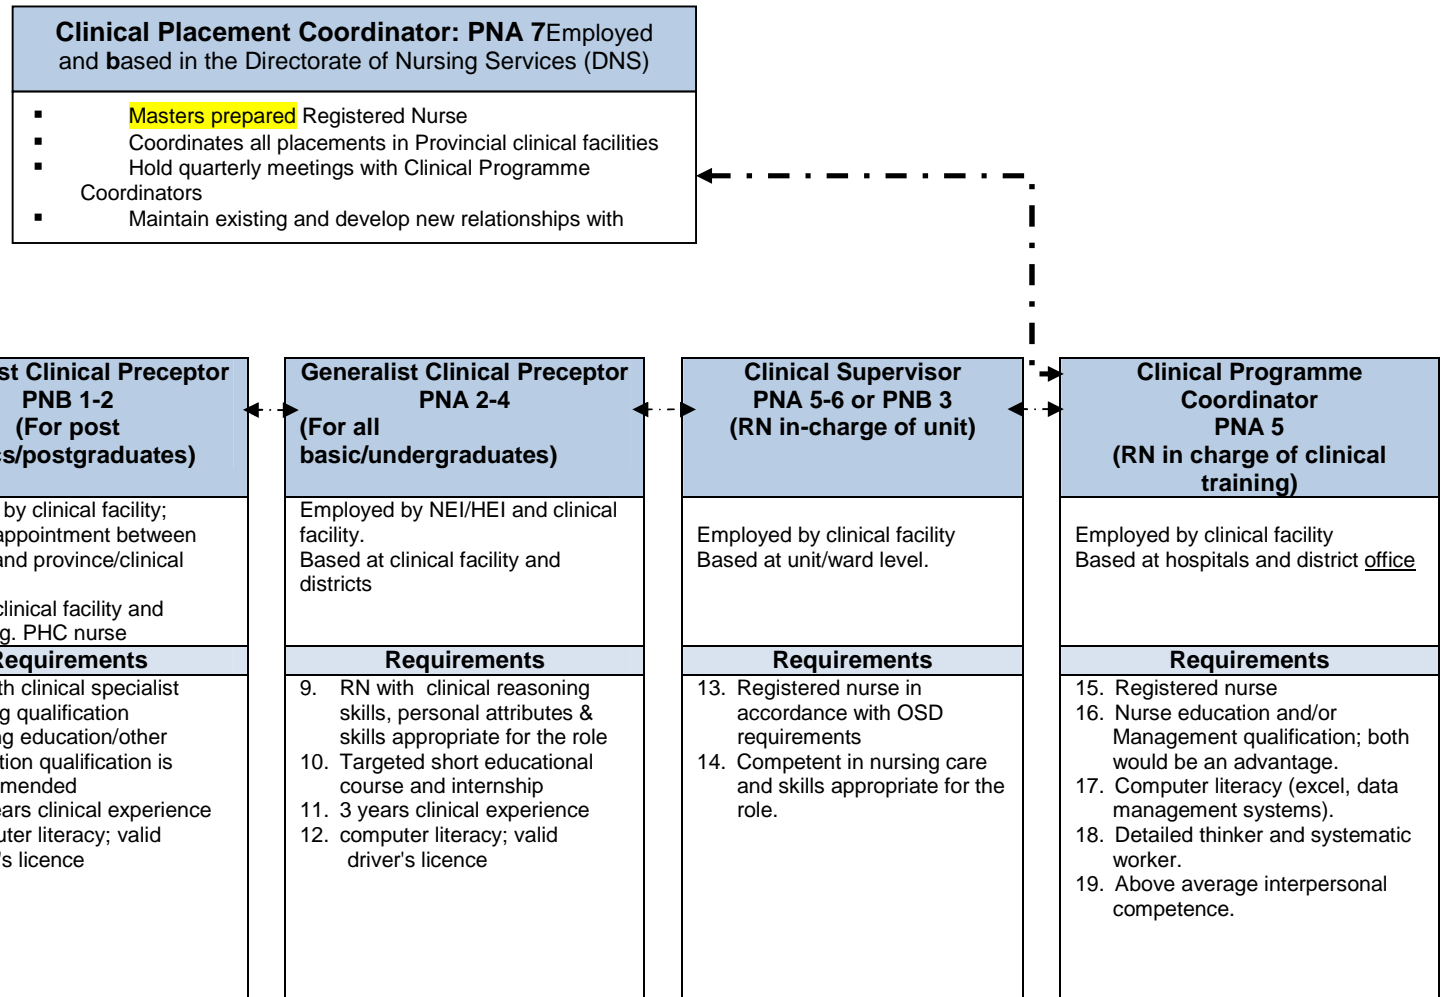 Clinical Placement Coordinator: PNA 7Employed
and based in the Directorate of Nursing Services (DNS)
▪ Masters prepared Registered Nurse
▪ Coordinates all placements in Provincial clinical facilities
▪ Hold quarterly meetings with Clinical Programme
Coordinators
▪ Maintain existing and develop new relationships with
Clinical Preceptor
PNB 1-2
(For post
/postgraduates)
by clinical facility;
appointment between
and province/clinical
clinical facility and
PHC nurse
Requirements
clinical specialist
qualification
education/other
qualification is
clinical experience
literacy; valid
licence
Generalist Clinical Preceptor
PNA 2-4
(For all
basic/undergraduates)
Employed by NEI/HEI and clinical
facility.
Based at clinical facility and
districts
Requirements
9. RN with clinical reasoning
skills, personal attributes &
skills appropriate for the role
10. Targeted short educational
course and internship
11. 3 years clinical experience
12. computer literacy; valid
driver's licence
Clinical Supervisor
PNA 5-6 or PNB 3
(RN in-charge of unit)
Employed by clinical facility
Based at unit/ward level.
Requirements
13. Registered nurse in
accordance with OSD
requirements
14. Competent in nursing care
and skills appropriate for the
role.
Clinical Programme
Coordinator
PNA 5
(RN in charge of clinical
training)
Employed by clinical facility
Based at hospitals and district office
Requirements
15. Registered nurse
16. Nurse education and/or
Management qualification; both
would be an advantage.
17. Computer literacy (excel, data
management systems).
18. Detailed thinker and systematic
worker.
19. Above average interpersonal
competence.